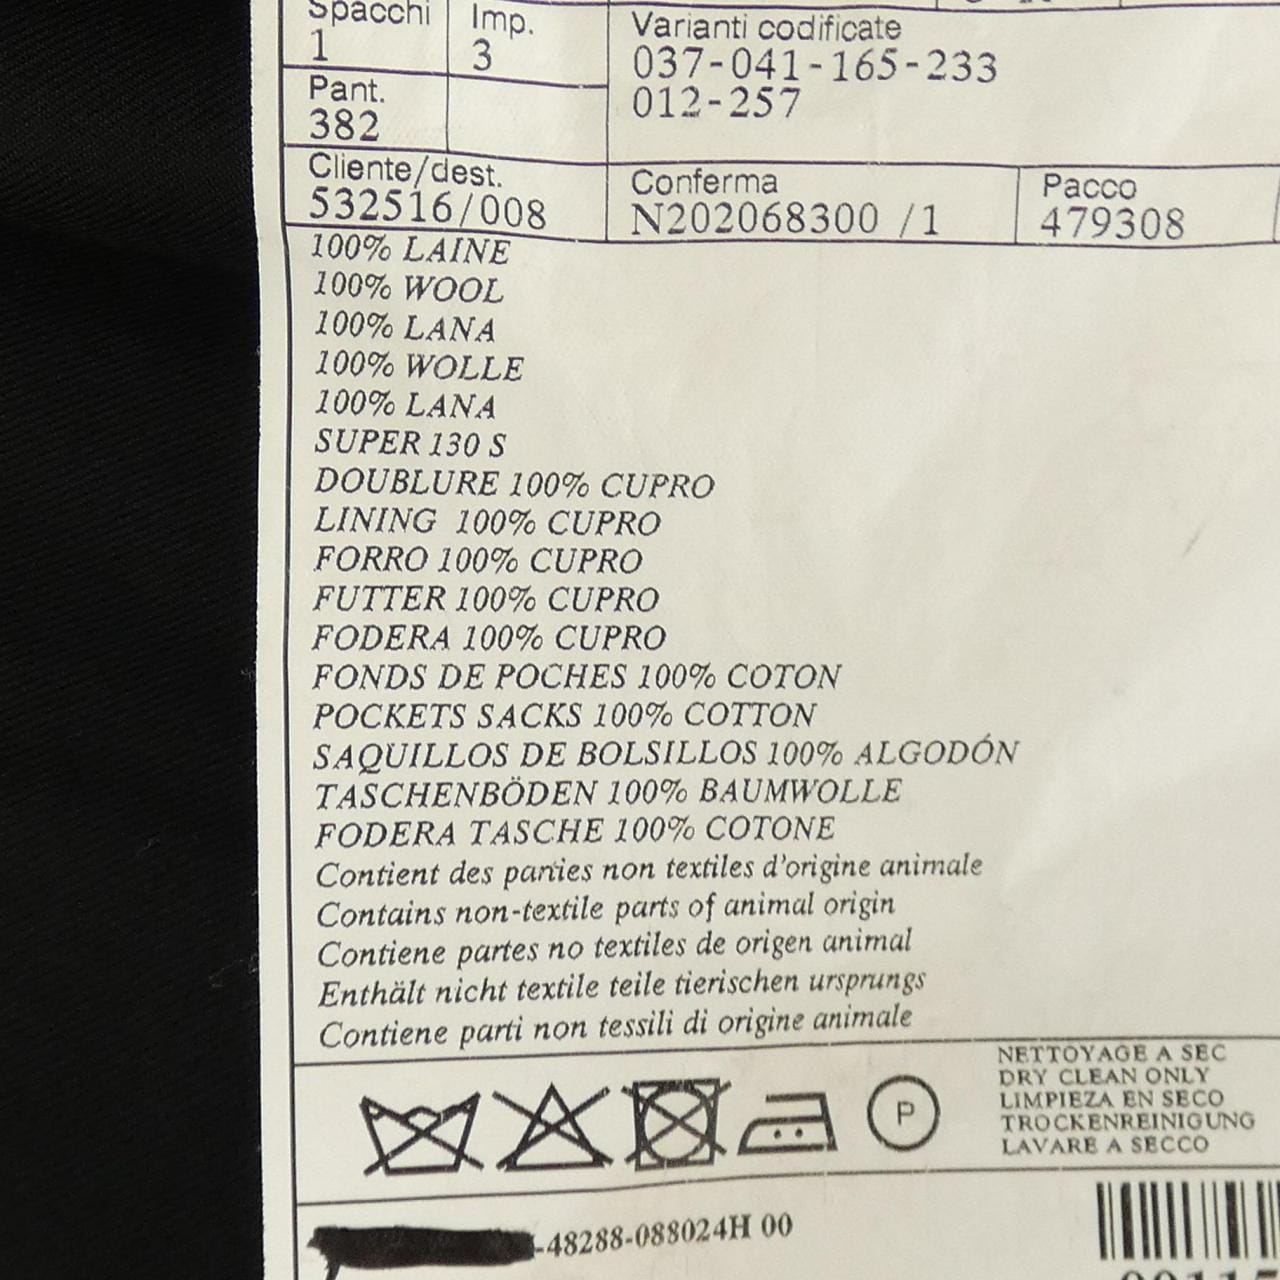 Spacchi Imp. Varianti codificate
1 3 037-041-165-233
012-257
Pant.
382
Cliente/dest. Conferma Pacco
532516/008 N202068300 /1 479308
100% LAINE
100% WOOL
100% LANA
100% WOLLE
100% LANA
SUPER 130 S
DOUBLURE 100% CUPRO
LINING 100% CUPRO
FORRO 100% CUPRO
FUTTER 100% CUPRO
FODERA 100% CUPRO
FONDS DE POCHES 100% COTON
POCKETS SACKS 100% COTTON
SAQUILLOS DE BOLSILLOS 100% ALGODÓN
TASCHENBÖDEN 100% BAUMWOLLE
FODERA TASCHE 100% COTONE
Contient des parties non textiles d'origine animale
Contains non-textile parts of animal origin
Contiene partes no textiles de origen animal
Enthält nicht textile teile tierischen ursprungs
Contiene parti non tessili di origine animale
P
NETTOYAGE A SEC
DRY CLEAN ONLY
LIMPIEZA EN SECO
TROCKENREINIGUNG
LAVARE A SECCO
-48288-088024H 00